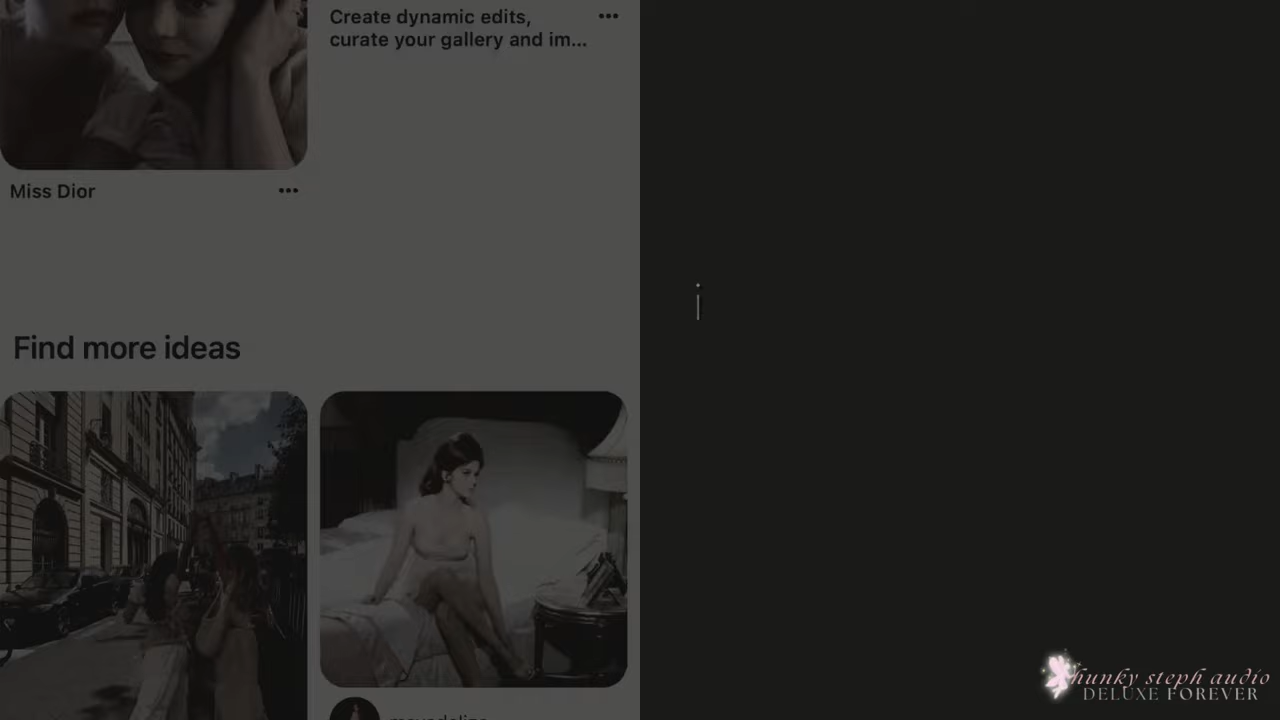 Create dynamic edits,
curate your gallery and im...
Miss Dior
Find more ideas
i
hunky steph audio
DELUXE FOREVER